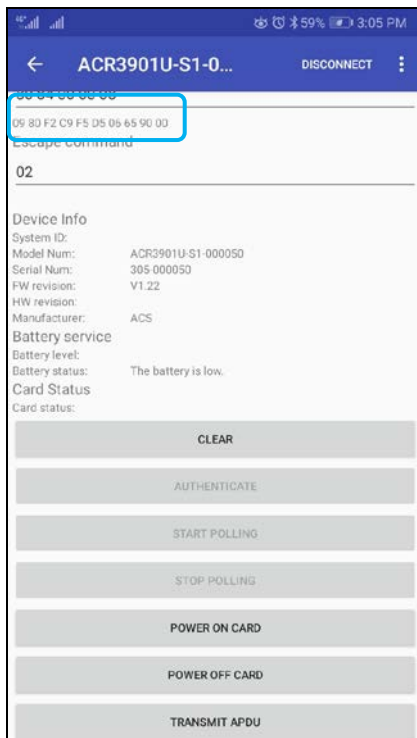 59% 3:05 PM
ACR3901U-S1-0... DISCONNECT
09 80 F2 C9 F5 D5 06 65 90 00
Escape command
02
Device Info
System ID:
Model Num: ACR3901U-S1-000050
Serial Num: 305-000050
FW revision: V1.22
HW revision:
Manufacturer: ACS
Battery service
Battery level:
Battery status: The battery is low.
Card Status
Card status:
CLEAR
AUTHENTICATE
START POLLING
STOP POLLING
POWER ON CARD
POWER OFF CARD
TRANSMIT APDU